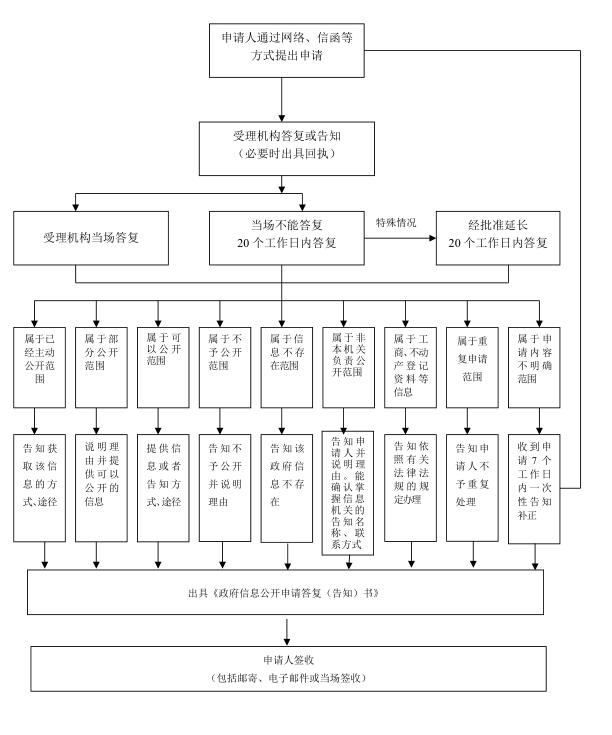 申请人通过网络、信函等
方式提出申请
受理机构答复或告知
（必要时出具回执）
受理机构当场答复
当场不能答复
20 个工作日内答复
特殊情况
经批准延长
20 个工作日内答复
属于已
经主动
公开范
围
属于部
分公开
范围
属于可
以公开
范围
属于不
予公开
范围
属于信
息不存
在范围
属于非
本机关
负责公
开范围
属于工
商、不动
产登记
资料等
信息
属于重
复申请
范围
属于申
请内容
不明确
范围
告知获
取该信
息的方
式、途径
说明理
由并提
供可以
公开的
信息
提供信
息或者
告知方
式、途径
告知不
予公开
并说明
理由
告知该
政府信
息不存
在
告知申
请人并
说明理
由。能
确认掌
握信息
机关的
告知名
称、联
系方式
告知依
照有关
法律法
规的规
定办理
告知申
请人不
予重复
处理
收到申
请 7 个
工作日
内一次
性告知
补正
出具《政府信息公开申请答复（告知）书》
申请人签收
（包括邮寄、电子邮件或当场签收）